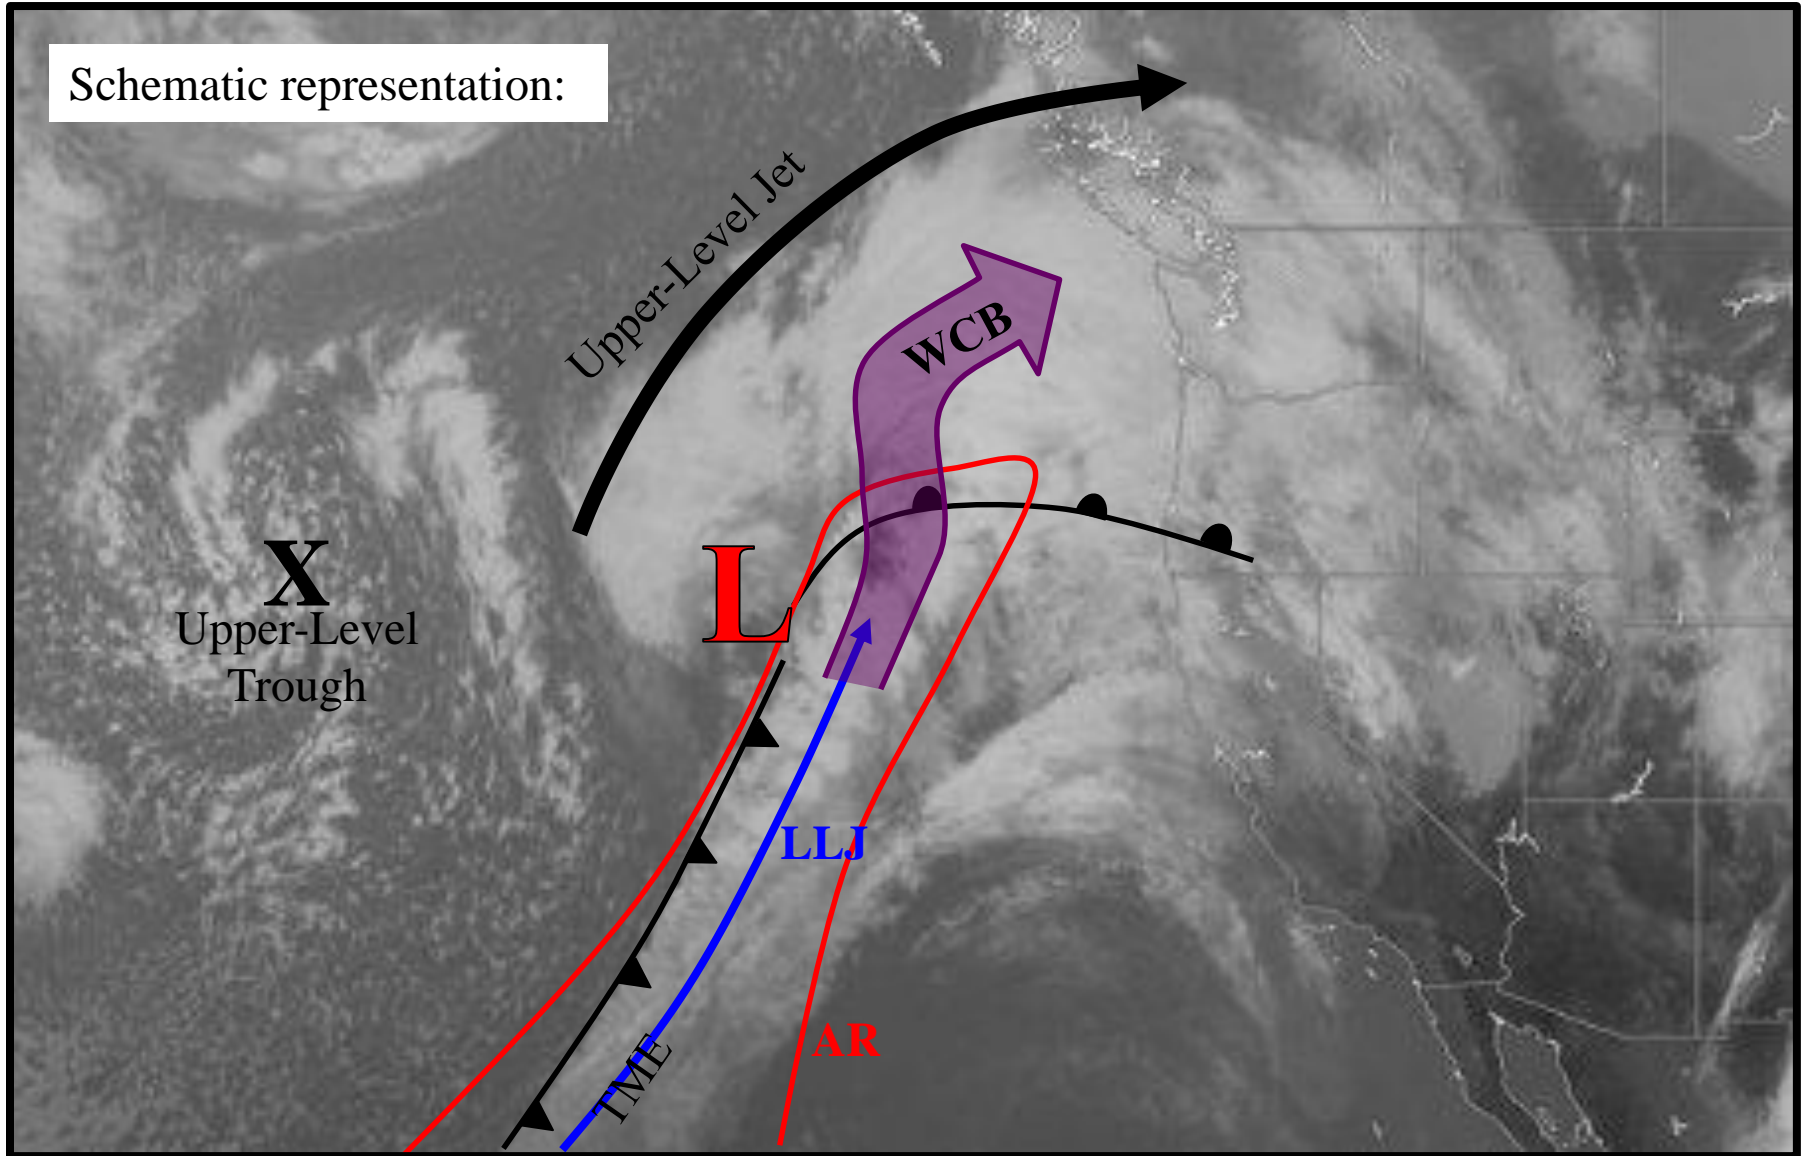 Schematic representation:
Upper-Level Jet
WCB
X
Upper-Level
Trough
L
LLJ
AR
TME